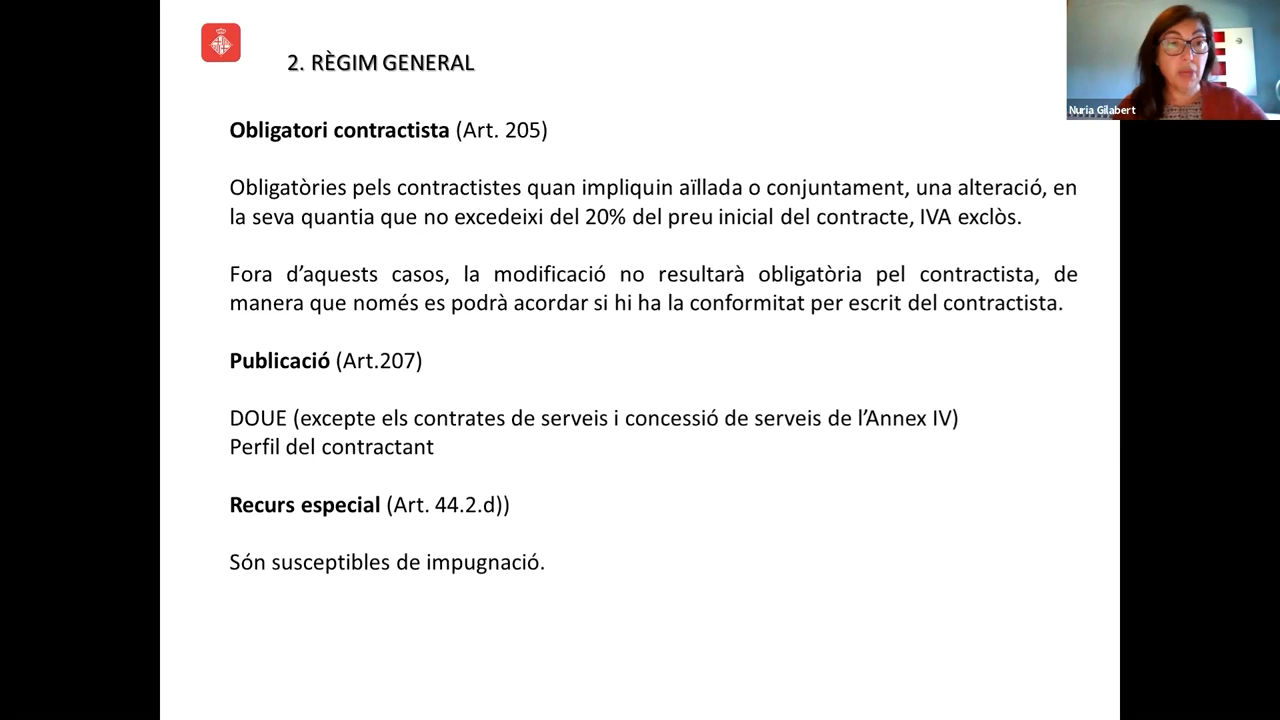 2. RÈGIM GENERAL
Nuria Gilabert
Obligatori contractista (Art. 205)
Obligatòries pels contractistes quan impliquin aïllada o conjuntament, una alteració, en
la seva quantia que no excedeixi del 20% del preu inicial del contracte, IVA exclòs.
Fora d’aquests casos, la modificació no resultarà obligatòria pel contractista, de
manera que només es podrà acordar si hi ha la conformitat per escrit del contractista.
Publicació (Art.207)
DOUE (excepte els contrates de serveis i concessió de serveis de l’Annex IV)
Perfil del contractant
Recurs especial (Art. 44.2.d))
Són susceptibles de impugnació.